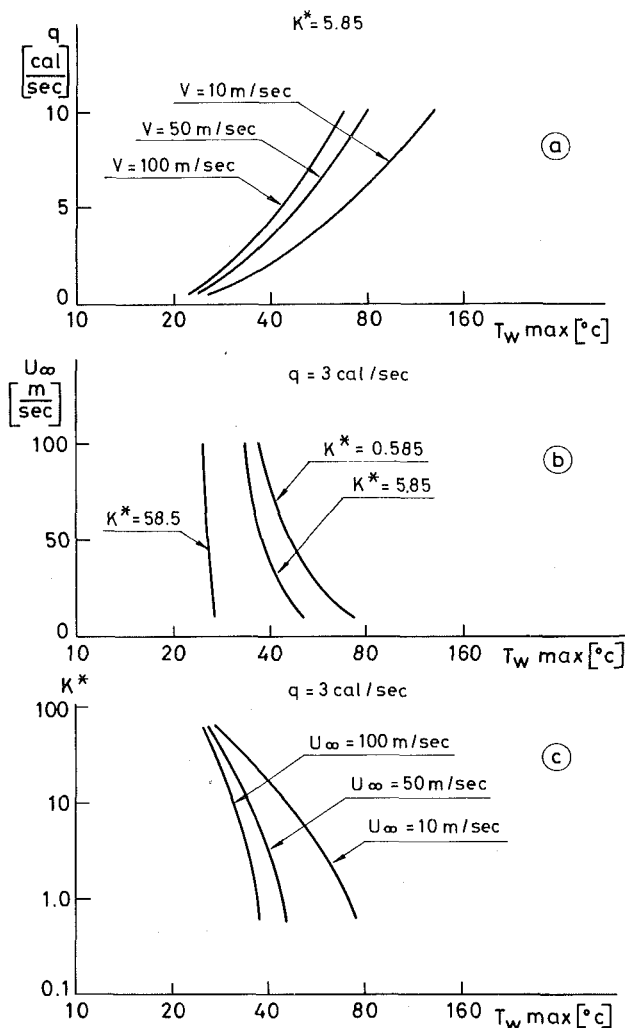 K* = 5.85
q
[cal/sec]
V = 10 m/sec
V = 50 m/sec
V = 100 m/sec
10
5
0
10 20 40 80 160 Tw max [°c]
a
q = 3 cal/sec
U∞
[m/sec]
K* = 0.585
K* = 5.85
K* = 58.5
100
50
0
10 20 40 80 160 Tw max [°c]
b
q = 3 cal/sec
K*
U∞ = 100 m/sec
U∞ = 50 m/sec
U∞ = 10 m/sec
100
10
1.0
0.1
10 20 40 80 160 Tw max [°c]
c